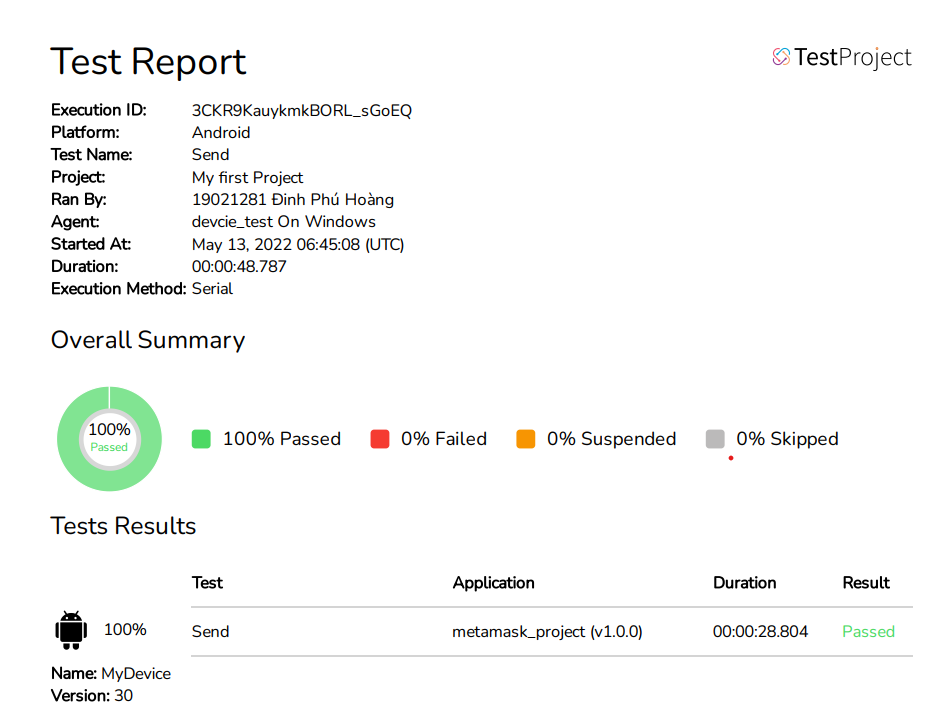 Test Report
TestProject
Execution ID: 3CKR9KauykmkBORL_sGoEQ
Platform: Android
Test Name: Send
Project: My first Project
Ran By: 19021281 Đinh Phú Hoàng
Agent: devcie_test On Windows
Started At: May 13, 2022 06:45:08 (UTC)
Duration: 00:00:48.787
Execution Method: Serial
Overall Summary
100%
Passed
100% Passed 0% Failed 0% Suspended 0% Skipped
Tests Results
Test Application Duration Result
100% Send metamask_project (v1.0.0) 00:00:28.804 Passed
Name: MyDevice
Version: 30